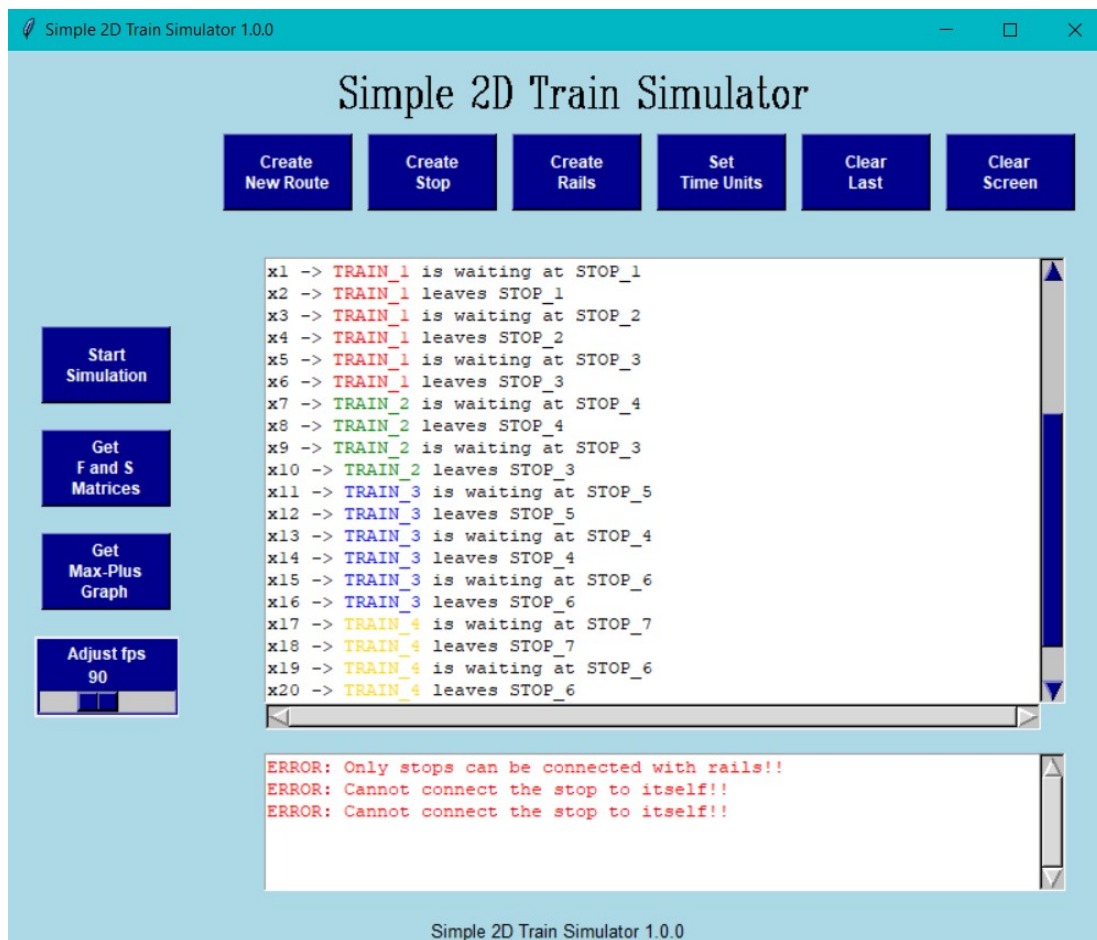 Simple 2D Train Simulator 1.0.0
Simple 2D Train Simulator
Create
New Route
Create
Stop
Create
Rails
Set
Time Units
Clear
Last
Clear
Screen
Start
Simulation
Get
F and S
Matrices
Get
Max-Plus
Graph
Adjust fps
90
x1 -> TRAIN_1 is waiting at STOP_1
x2 -> TRAIN_1 leaves STOP_1
x3 -> TRAIN_1 is waiting at STOP_2
x4 -> TRAIN_1 leaves STOP_2
x5 -> TRAIN_1 is waiting at STOP_3
x6 -> TRAIN_1 leaves STOP_3
x7 -> TRAIN_2 is waiting at STOP_4
x8 -> TRAIN_2 leaves STOP_4
x9 -> TRAIN_2 is waiting at STOP_3
x10 -> TRAIN_2 leaves STOP_3
x11 -> TRAIN_3 is waiting at STOP_5
x12 -> TRAIN_3 leaves STOP_5
x13 -> TRAIN_3 is waiting at STOP_4
x14 -> TRAIN_3 leaves STOP_4
x15 -> TRAIN_3 is waiting at STOP_6
x16 -> TRAIN_3 leaves STOP_6
x17 -> TRAIN_4 is waiting at STOP_7
x18 -> TRAIN_4 leaves STOP_7
x19 -> TRAIN_4 is waiting at STOP_6
x20 -> TRAIN_4 leaves STOP_6
ERROR: Only stops can be connected with rails!!
ERROR: Cannot connect the stop to itself!!
ERROR: Cannot connect the stop to itself!!
Simple 2D Train Simulator 1.0.0